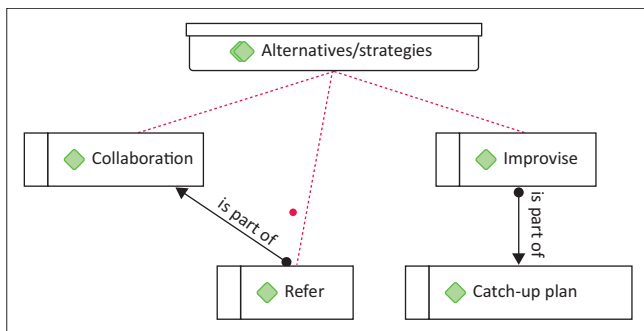 Alternatives/strategies
Collaboration
Improvise
is part of
is part of
Refer
Catch-up plan